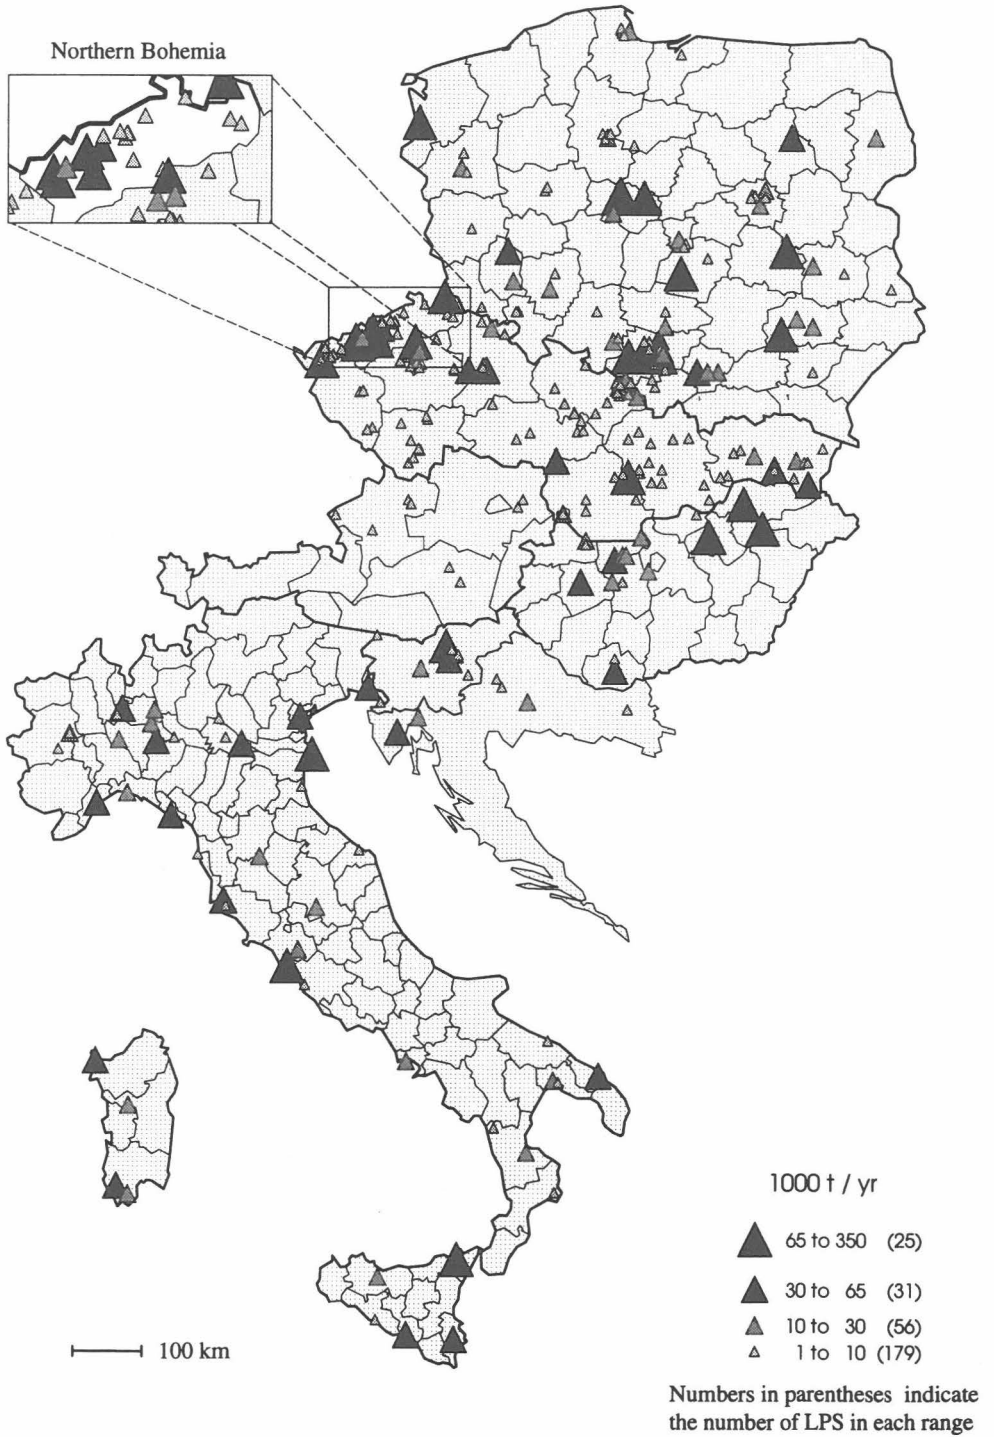 Northern Bohemia
1000 t / yr
65 to 350 (25)
30 to 65 (31)
10 to 30 (56)
1 to 10 (179)
100 km
Numbers in parentheses indicate
the number of LPS in each range